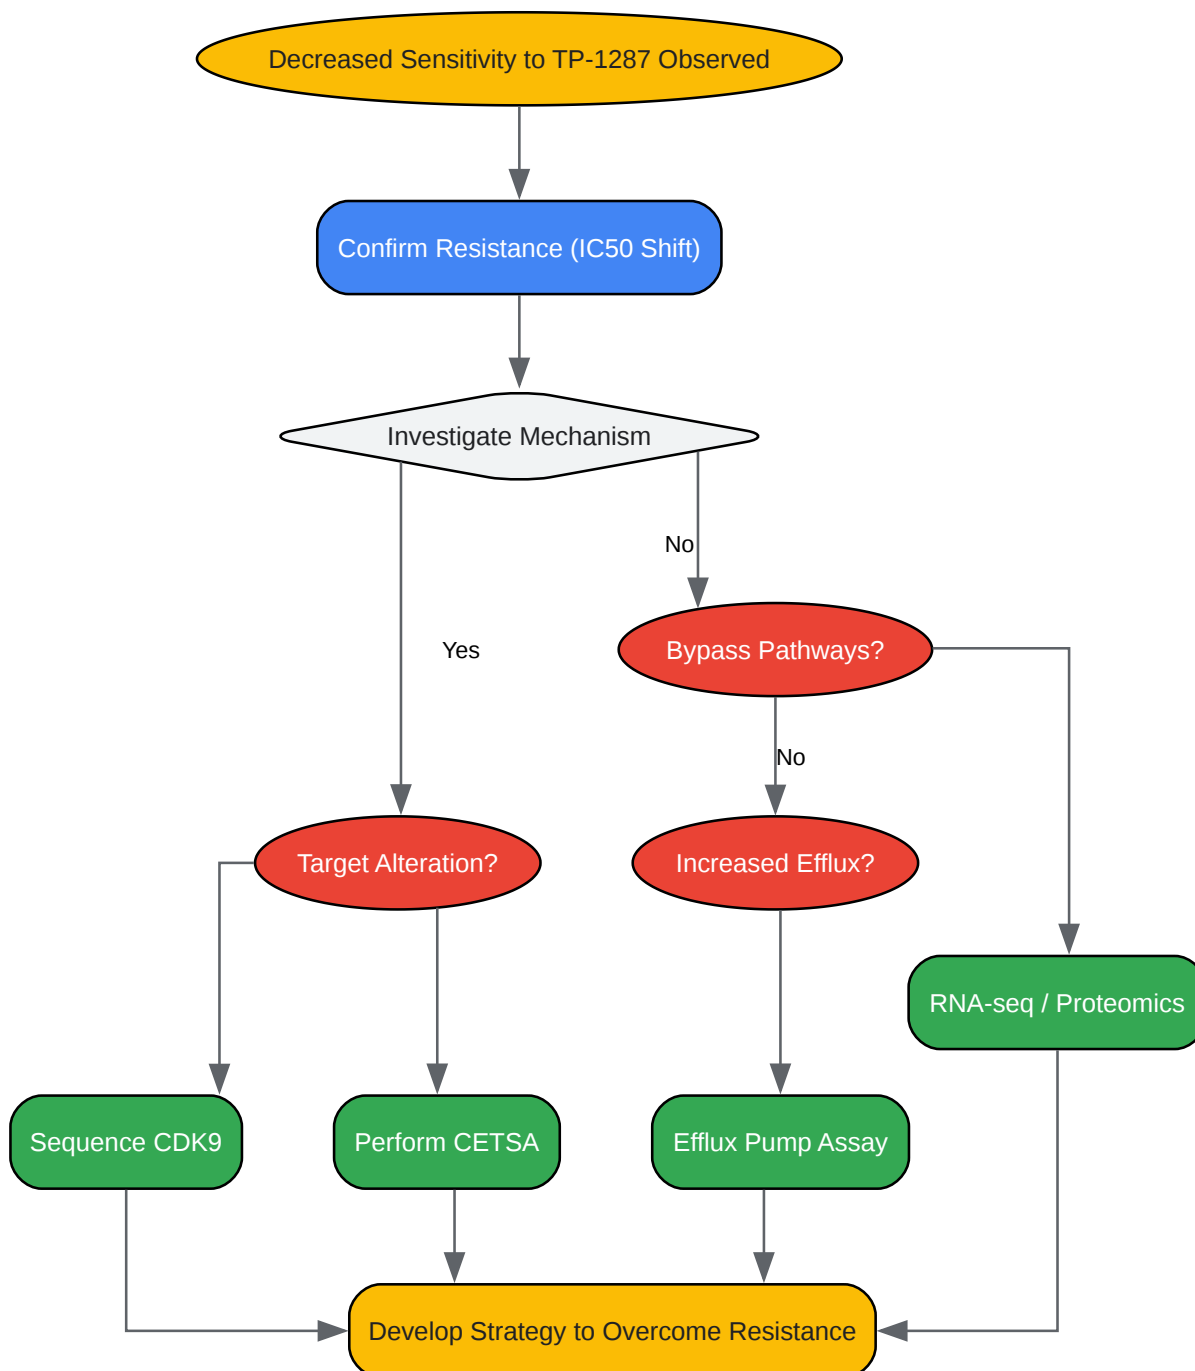 Decreased Sensitivity to TP-1287 Observed
Confirm Resistance (IC50 Shift)
Investigate Mechanism
No
Yes
Bypass Pathways?
No
Target Alteration?
Increased Efflux?
RNA-seq / Proteomics
Sequence CDK9
Perform CETSA
Efflux Pump Assay
Develop Strategy to Overcome Resistance